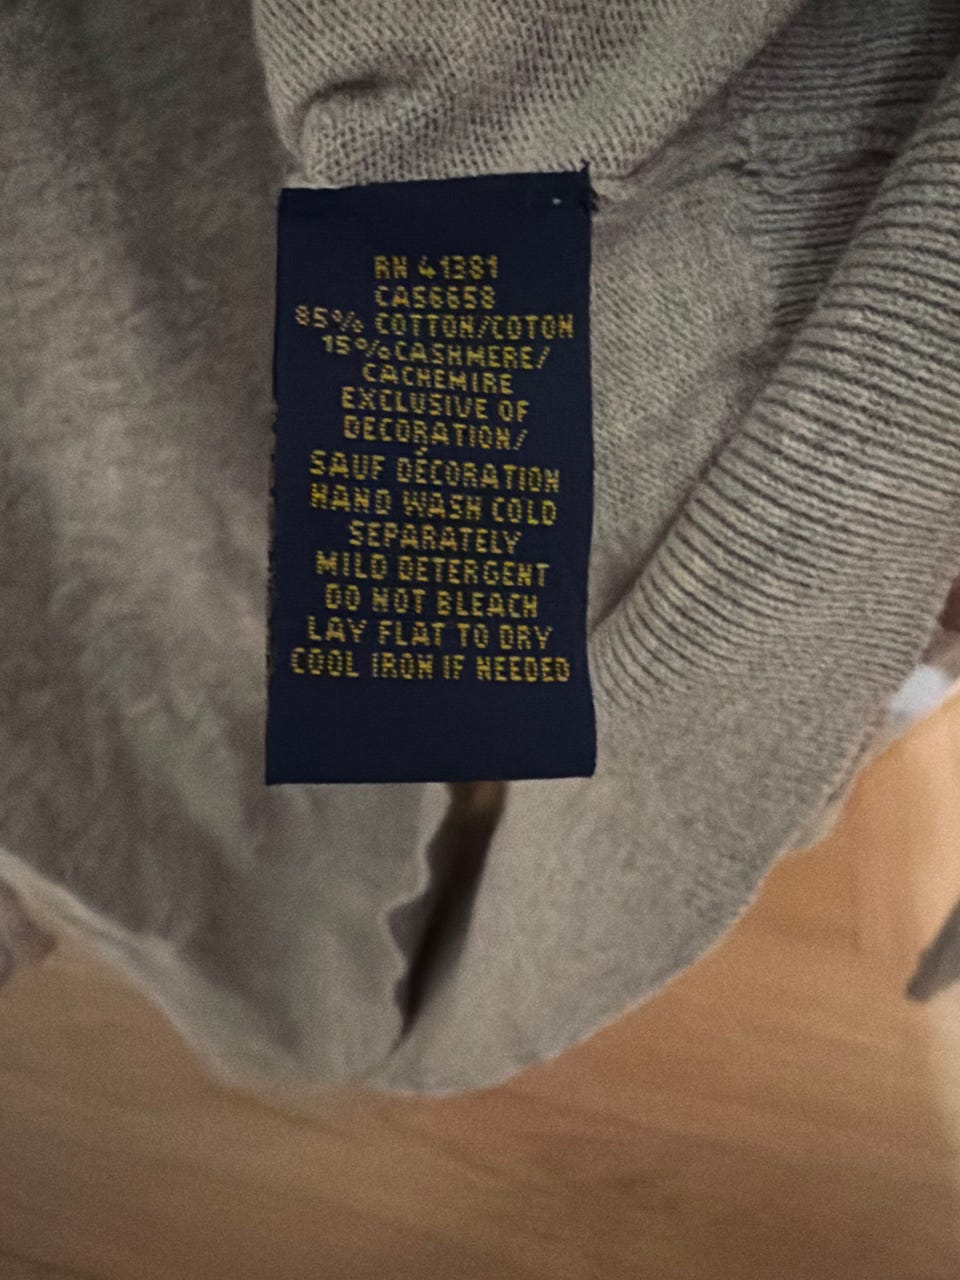 RN 41381
CA56658
85% COTTON/COTON
15%CASHMERE/
CACHEMIRE
EXCLUSIVE OF
DECORATION/
SAUF DÉCORATION
HAND WASH COLD
SEPARATELY
MILD DETERGENT
DO NOT BLEACH
LAY FLAT TO DRY
COOL IRON IF NEEDED